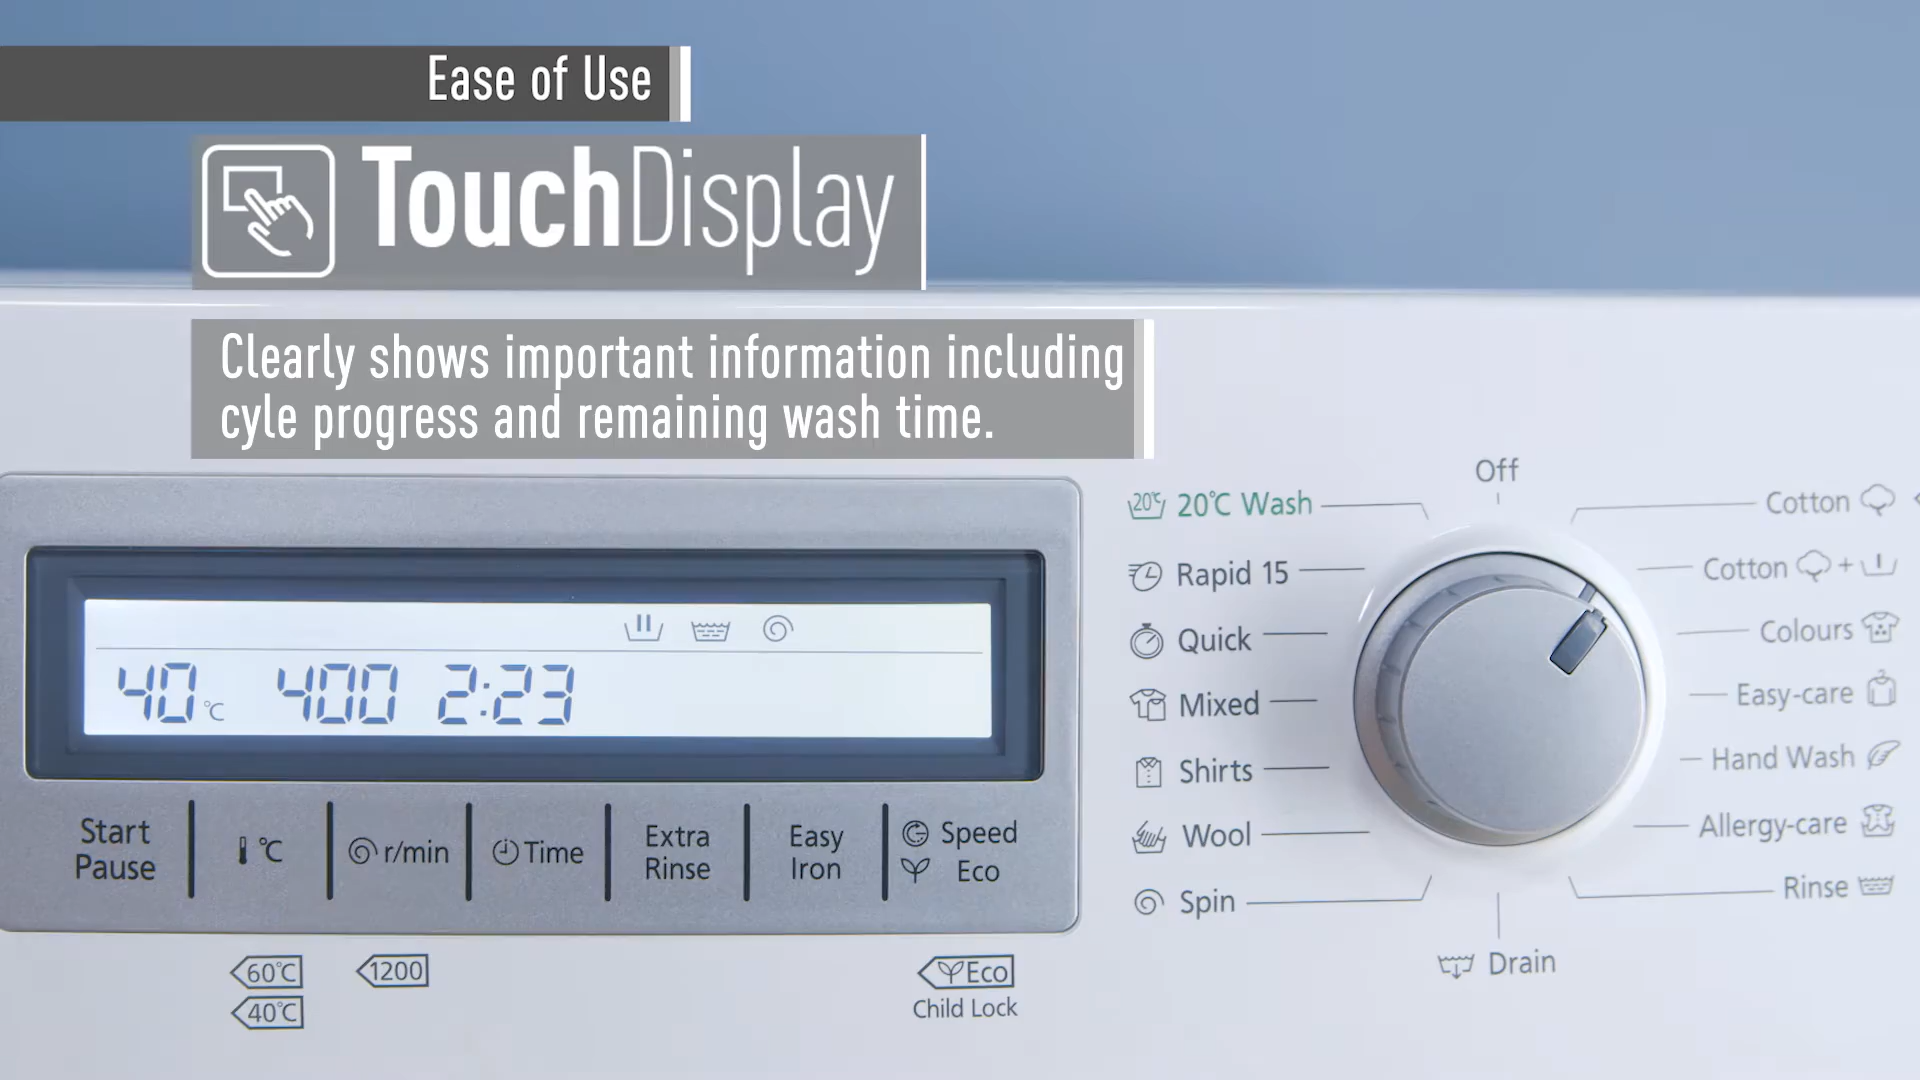 Ease of Use
TouchDisplay
Clearly shows important information including
cyle progress and remaining wash time.
40°C 400 2:23
Start
Pause
°C
r/min
Time
Extra
Rinse
Easy
Iron
Speed
Eco
60°C
40°C
1200
Eco
Child Lock
Off
20°C 20°C Wash
Rapid 15
Quick
Mixed
Shirts
Wool
Spin
Cotton
Cotton +
Colours
Easy-care
Hand Wash
Allergy-care
Rinse
Drain